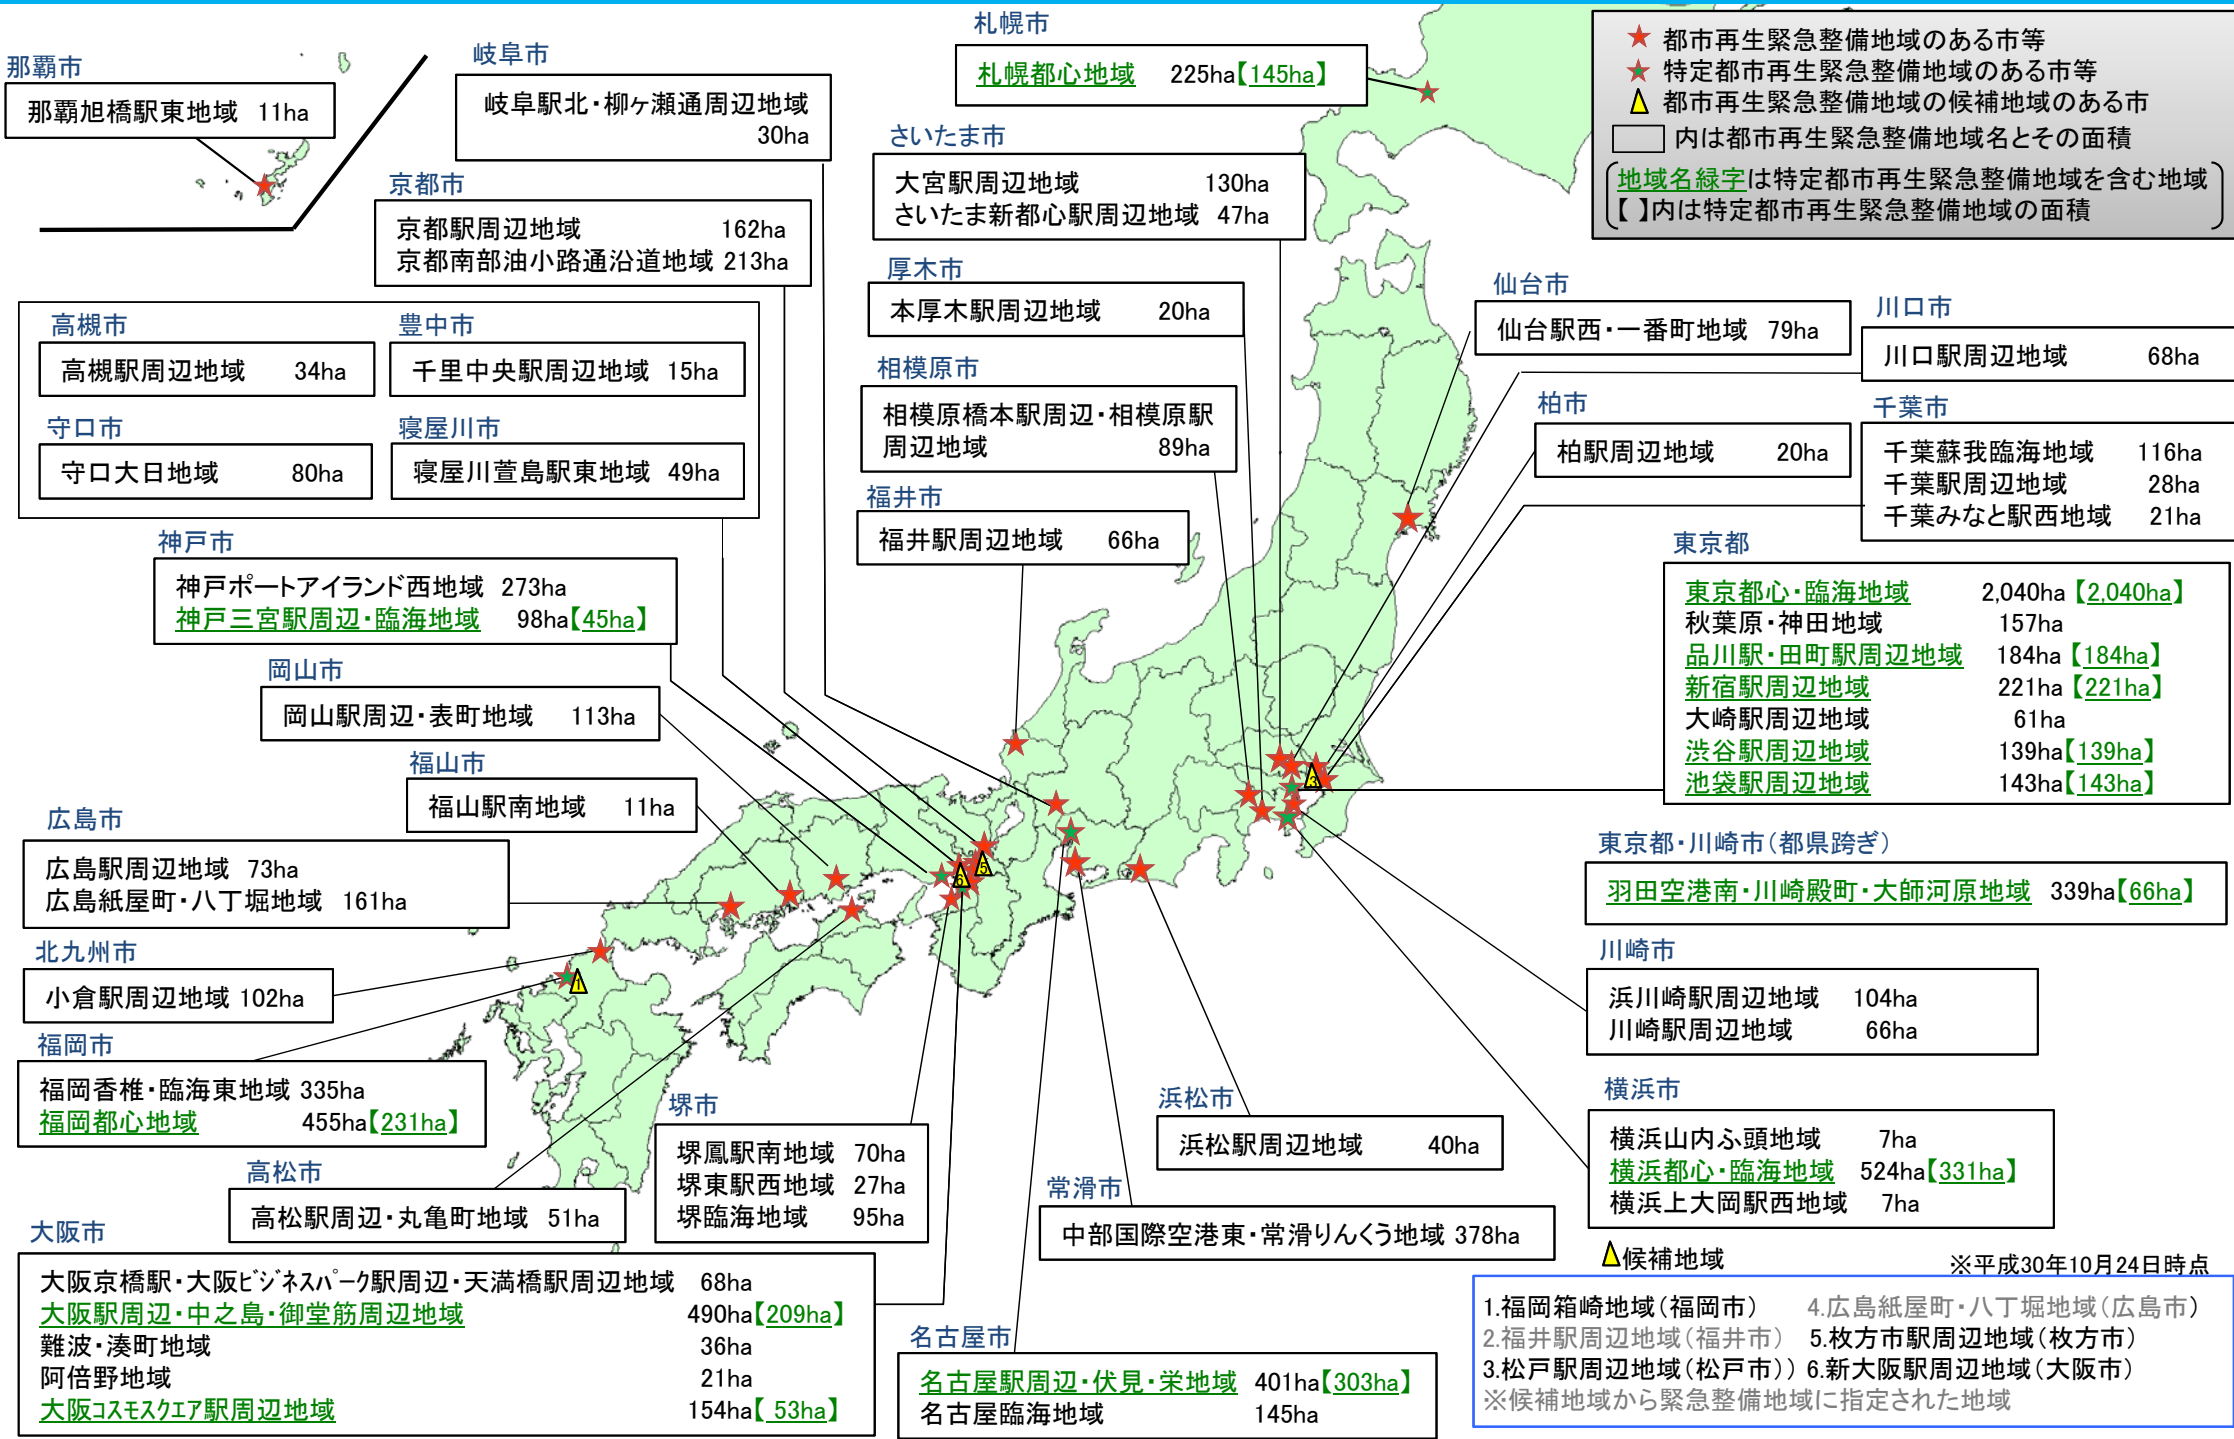 札幌市
札幌都心地域 225ha【145ha】
★ 都市再生緊急整備地域のある市等
★ 特定都市再生緊急整備地域のある市等
△ 都市再生緊急整備地域の候補地域のある市
内は都市再生緊急整備地域名とその面積
地域名緑字は特定都市再生緊急整備地域を含む地域
【 】内は特定都市再生緊急整備地域の面積
那覇市
那覇旭橋駅東地域 11ha
岐阜市
岐阜駅北・柳ヶ瀬通周辺地域
30ha
さいたま市
大宮駅周辺地域 130ha
さいたま新都心駅周辺地域 47ha
京都市
京都駅周辺地域 162ha
京都南部油小路通沿道地域 213ha
厚木市
本厚木駅周辺地域 20ha
仙台市
仙台駅西・一番町地域 79ha
川口市
川口駅周辺地域 68ha
高槻市
高槻駅周辺地域 34ha
豊中市
千里中央駅周辺地域 15ha
守口市
守口大日地域 80ha
寝屋川市
寝屋川萱島駅東地域 49ha
相模原市
相模原橋本駅周辺・相模原駅
周辺地域 89ha
柏市
柏駅周辺地域 20ha
千葉市
千葉蘇我臨海地域 116ha
千葉駅周辺地域 28ha
千葉みなと駅西地域 21ha
福井市
福井駅周辺地域 66ha
神戸市
神戸ポートアイランド西地域 273ha
神戸三宮駅周辺・臨海地域 98ha【45ha】
東京都
東京都心・臨海地域 2,040ha【2,040ha】
秋葉原・神田地域 157ha
品川駅・田町駅周辺地域 184ha【184ha】
新宿駅周辺地域 221ha【221ha】
大崎駅周辺地域 61ha
渋谷駅周辺地域 139ha【139ha】
池袋駅周辺地域 143ha【143ha】
岡山市
岡山駅周辺・表町地域 113ha
福山市
福山駅南地域 11ha
3
5
6
1
広島市
広島駅周辺地域 73ha
広島紙屋町・八丁堀地域 161ha
東京都・川崎市(都県跨ぎ)
羽田空港南・川崎殿町・大師河原地域 339ha【66ha】
北九州市
小倉駅周辺地域 102ha
川崎市
浜川崎駅周辺地域 104ha
川崎駅周辺地域 66ha
福岡市
福岡香椎・臨海東地域 335ha
福岡都心地域 455ha【231ha】
横浜市
横浜山内ふ頭地域 7ha
横浜都心・臨海地域 524ha【331ha】
横浜上大岡駅西地域 7ha
堺市
堺鳳駅南地域 70ha
堺東駅西地域 27ha
堺臨海地域 95ha
浜松市
浜松駅周辺地域 40ha
高松市
高松駅周辺・丸亀町地域 51ha
常滑市
中部国際空港東・常滑りんくう地域 378ha
大阪市
大阪京橋駅・大阪ビジネスパーク駅周辺・天満橋駅周辺地域 68ha
大阪駅周辺・中之島・御堂筋周辺地域 490ha【209ha】
難波・湊町地域 36ha
阿倍野地域 21ha
大阪コスモスクエア駅周辺地域 154ha【 53ha】
名古屋市
名古屋駅周辺・伏見・栄地域 401ha【303ha】
名古屋臨海地域 145ha
△候補地域
※平成30年10月24日時点
1.福岡箱崎地域(福岡市) 4.広島紙屋町・八丁堀地域(広島市)
2.福井駅周辺地域(福井市) 5.枚方市駅周辺地域(枚方市)
3.松戸駅周辺地域(松戸市)) 6.新大阪駅周辺地域(大阪市)
※候補地域から緊急整備地域に指定された地域